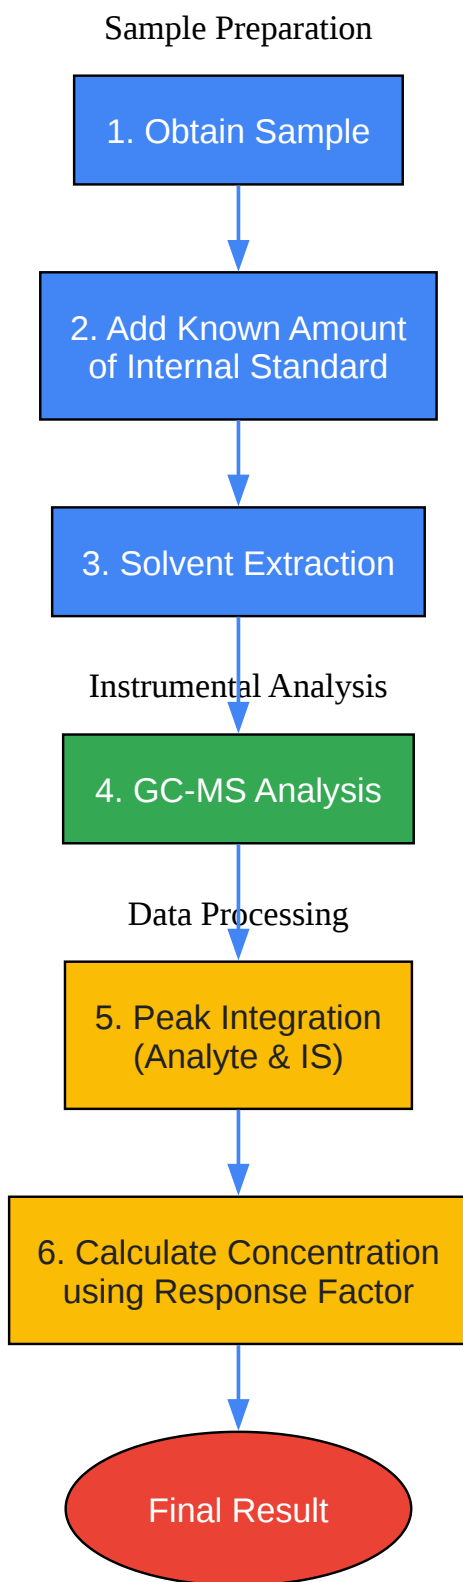 Sample Preparation
1. Obtain Sample
2. Add Known Amount
of Internal Standard
3. Solvent Extraction
Instrumental Analysis
4. GC-MS Analysis
Data Processing
5. Peak Integration
(Analyte & IS)
6. Calculate Concentration
using Response Factor
Final Result